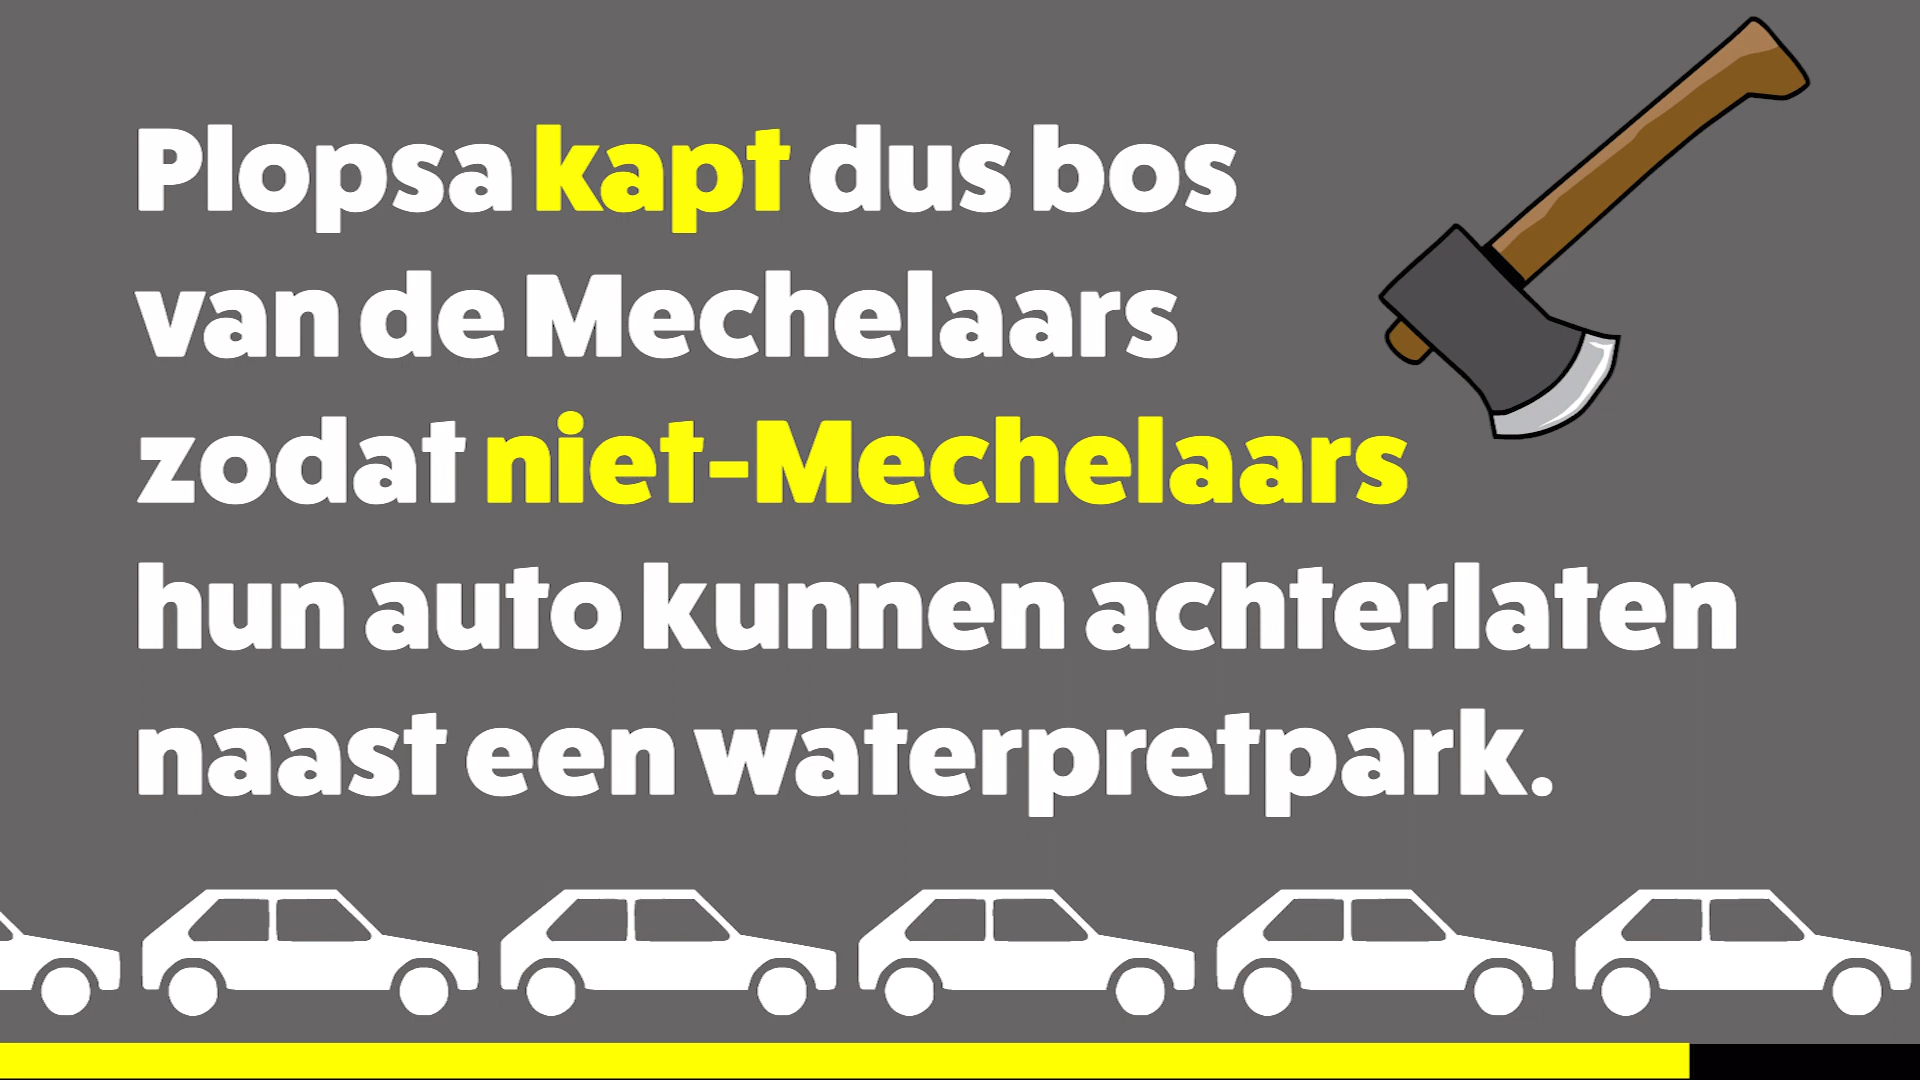 Plopsa kapt dus bos
van de Mechelaars
zodat niet-Mechelaars
hun auto kunnen achterlaten
naast een waterpretpark.